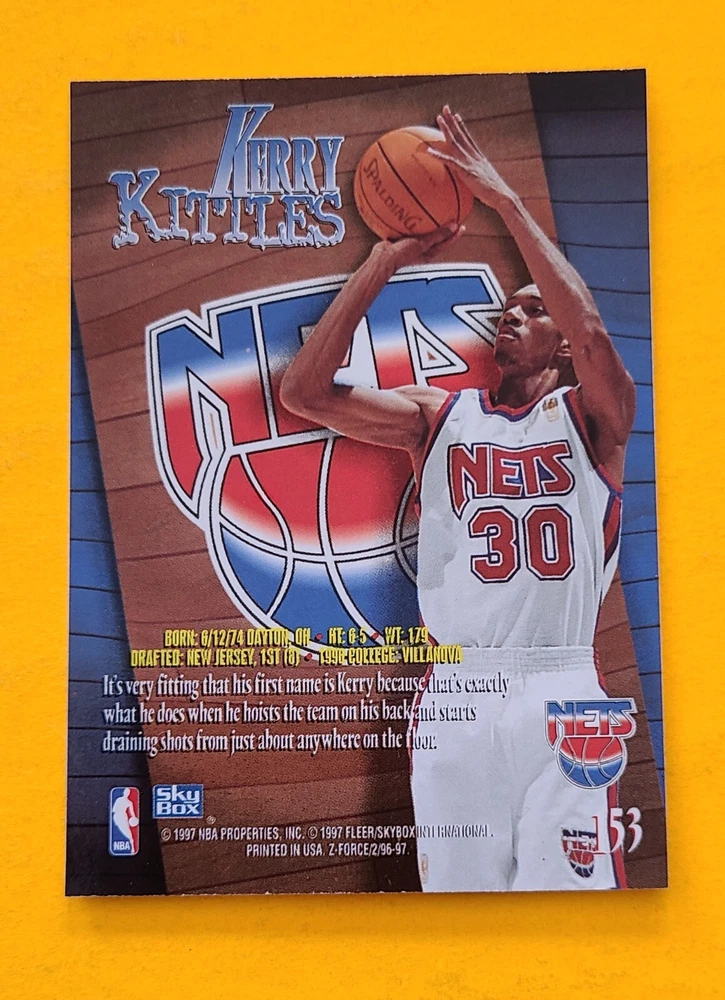 KERRY
KITTLES
SPALDING
NETS
NETS
30
BORN: 6/12/74 DAYTON, OH • HT: 6-5 • WT: 179
DRAFTED: NEW JERSEY, 1ST (8) • 1996 COLLEGE: VILLANOVA
It's very fitting that his first name is Kerry because that's exactly
what he does when he hoists the team on his back and starts
draining shots from just about anywhere on the floor.
NETS
NBA
Sky
Box
®
© 1997 NBA PROPERTIES, INC. © 1997 FLEER/SKYBOX INTERNATIONAL.
PRINTED IN USA. Z-FORCE/2/96-97.
NETS
153